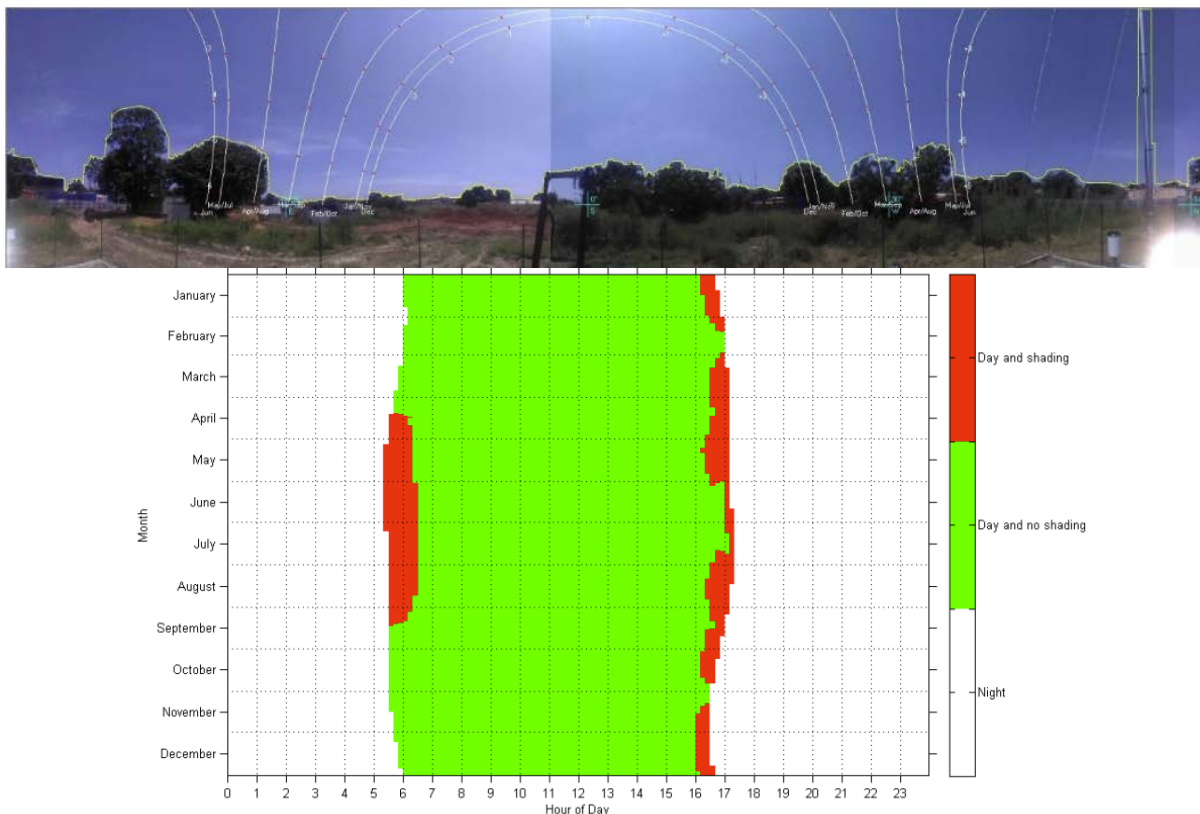 Jun
May/Jul
Apr/Aug
Mar/Sep
E
Feb/Oct
Jan/Nov
Dec
0°
S
Dec
Jan/Nov
Feb/Oct
Mar/Sep
Apr/Aug
May/Jul
Jun
January
February
March
April
May
June
July
August
September
October
November
December
Month
0 1 2 3 4 5 6 7 8 9 10 11 12 13 14 15 16 17 18 19 20 21 22 23
Hour of Day
Day and shading
Day and no shading
Night